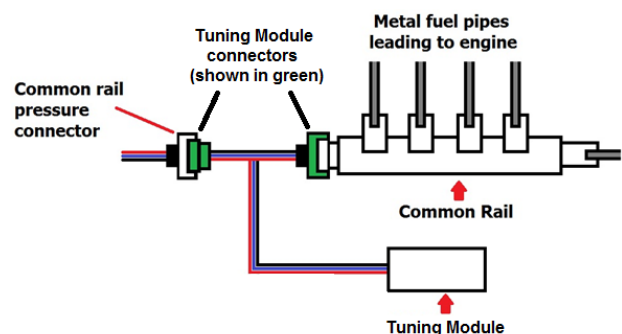 Metal fuel pipes
leading to engine
Tuning Module
connectors
(shown in green)
Common rail
pressure
connector
Common Rail
Tuning Module